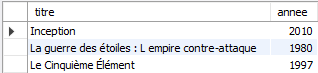 titre annee
Inception 2010
La guerre des étoiles : L empire contre-attaque 1980
Le Cinquième Élément 1997